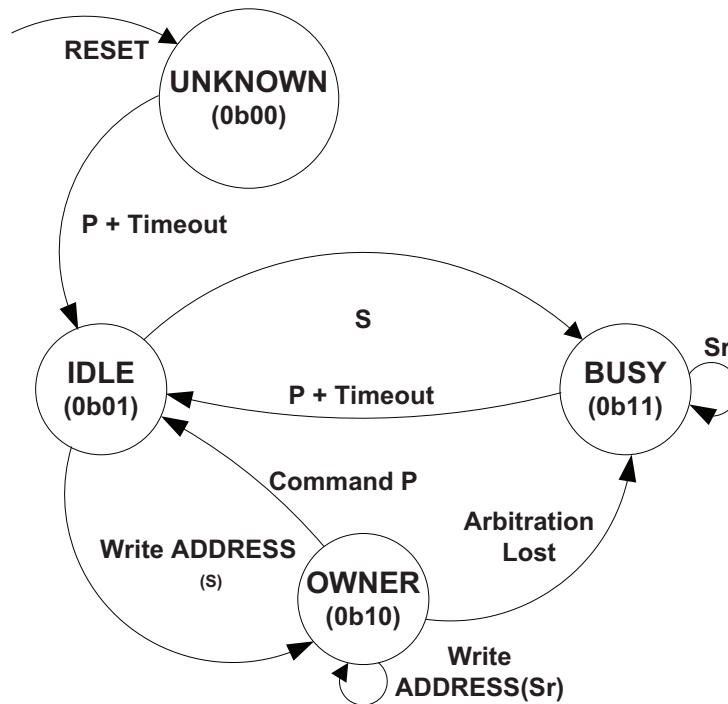 RESET
UNKNOWN
(0b00)
P + Timeout
S
IDLE
(0b01)
P + Timeout
BUSY
(0b11)
Sr
Command P
Write ADDRESS
(S)
Arbitration
Lost
OWNER
(0b10)
Write
ADDRESS(Sr)